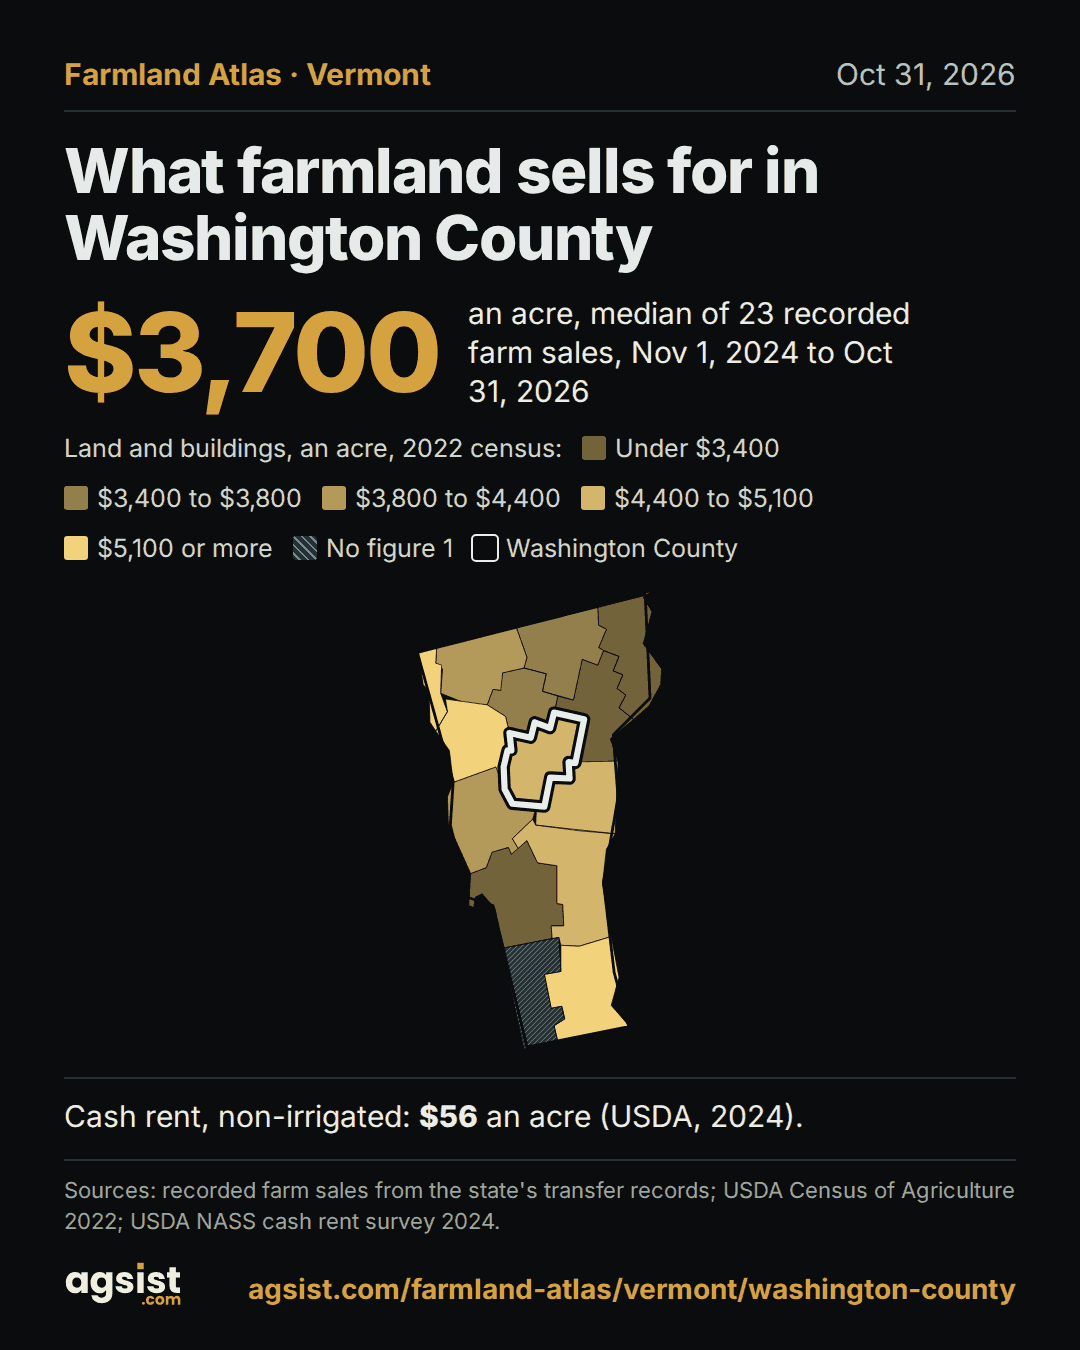 Farmland Atlas · Vermont
Oct 31, 2026
What farmland sells for in
Washington County
$3,700
an acre, median of 23 recorded
farm sales, Nov 1, 2024 to Oct
31, 2026
Land and buildings, an acre, 2022 census: Under $3,400
$3,400 to $3,800 $3,800 to $4,400 $4,400 to $5,100
$5,100 or more No figure 1 Washington County
Cash rent, non-irrigated: $56 an acre (USDA, 2024).
Sources: recorded farm sales from the state's transfer records; USDA Census of Agriculture
2022; USDA NASS cash rent survey 2024.
agsist
.com
agsist.com/farmland-atlas/vermont/washington-county